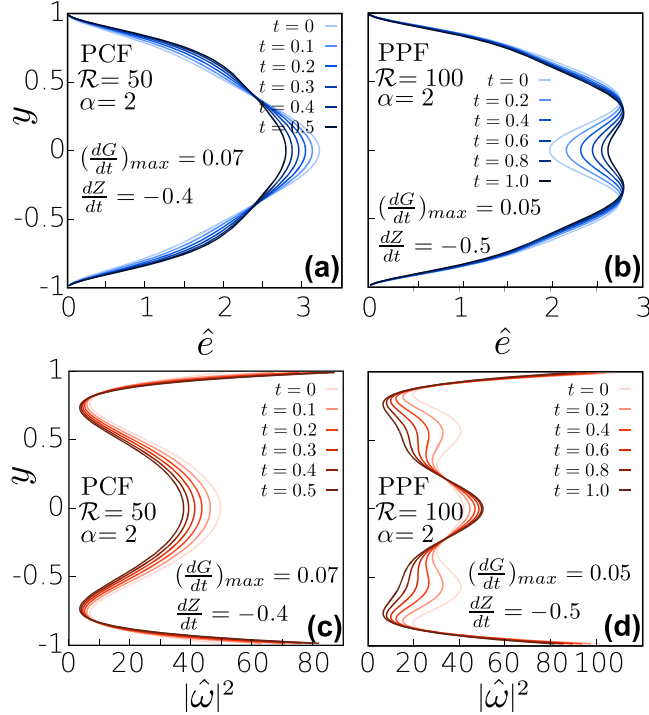 PCF
ℛ= 50
α= 2
t = 0
t = 0.1
t = 0.2
t = 0.3
t = 0.4
t = 0.5
(dG/dt)max = 0.07
dZ/dt = −0.4
(a)
1
0.5
0
-0.5
-1
y
0 1 2 3
ê
PPF
ℛ= 100
α= 2
t = 0
t = 0.2
t = 0.4
t = 0.6
t = 0.8
t = 1.0
(dG/dt)max = 0.05
dZ/dt = −0.5
(b)
0 1 2 3
ê
1
0.5
0
-0.5
-1
y
t = 0
t = 0.1
t = 0.2
t = 0.3
t = 0.4
t = 0.5
PCF
ℛ= 50
α= 2
(dG/dt)max = 0.07
dZ/dt = −0.4
(c)
0 20 40 60 80
|ω̂|²
t = 0
t = 0.2
t = 0.4
t = 0.6
t = 0.8
t = 1.0
PPF
ℛ= 100
α= 2
(dG/dt)max = 0.05
dZ/dt = −0.5
(d)
0 20 40 60 80 100
|ω̂|²